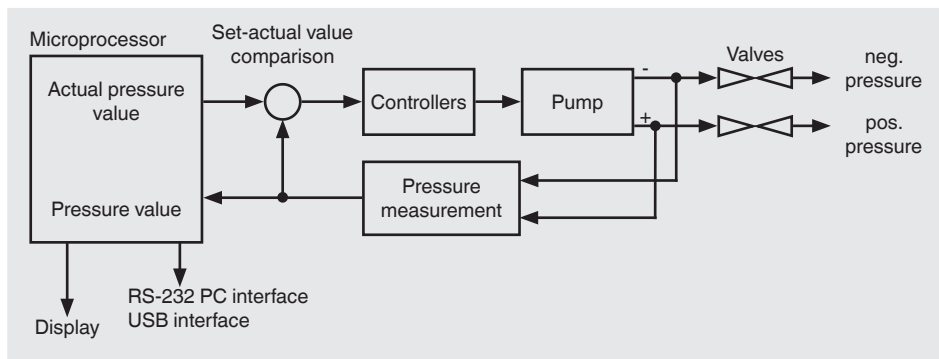 Microprocessor
Set-actual value
comparison
Actual pressure
value
Controllers
Pump
-
+
Valves
neg.
pressure
pos.
pressure
Pressure value
Pressure
measurement
RS-232 PC interface
USB interface
Display